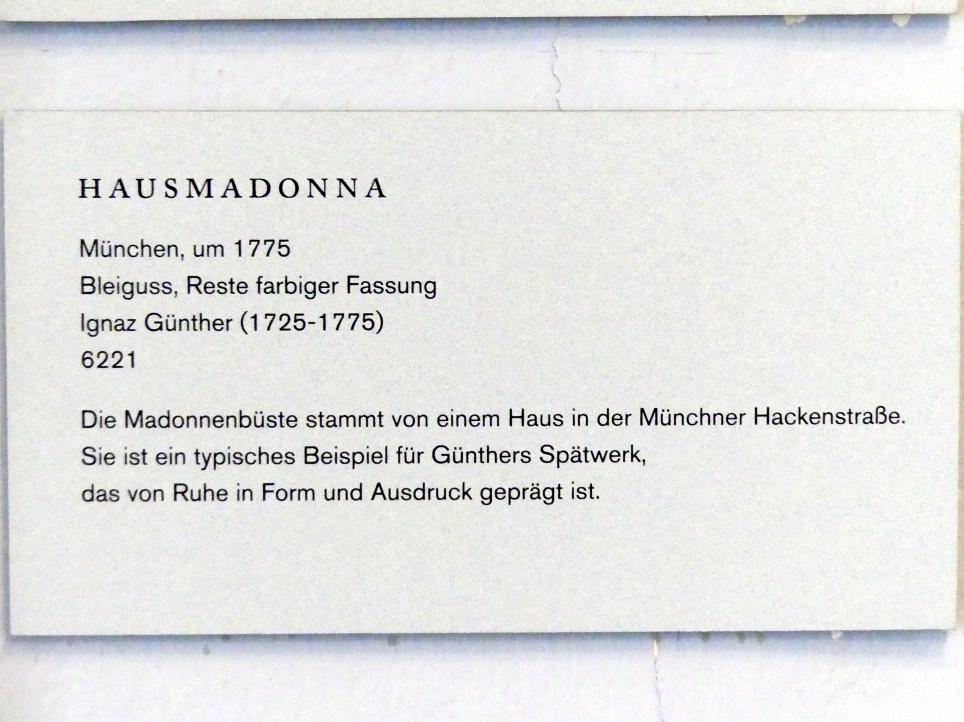 HAUSMADONNA
München, um 1775
Bleiguss, Reste farbiger Fassung
Ignaz Günther (1725-1775)
6221
Die Madonnenbüste stammt von einem Haus in der Münchner Hackenstraße.
Sie ist ein typisches Beispiel für Günthers Spätwerk,
das von Ruhe in Form und Ausdruck geprägt ist.